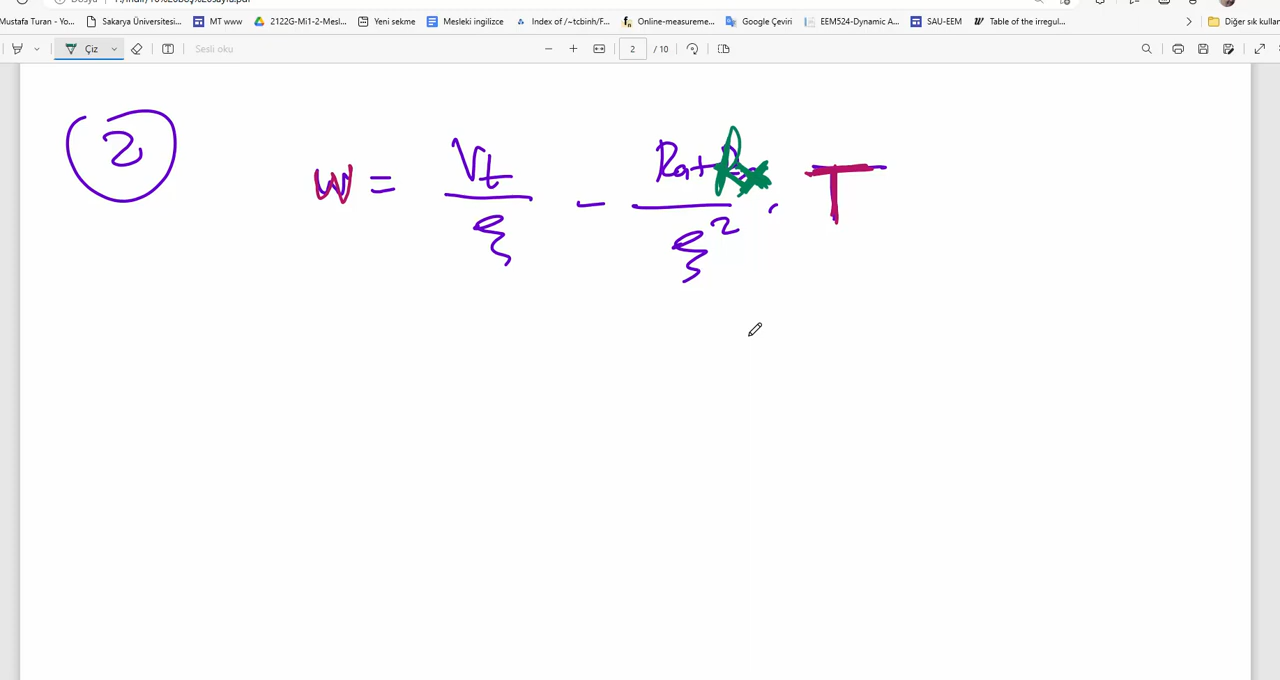 Mustafa Turan - Yo... Sakarya Üniversitesi... MT www 2122G-Mi1-2-Mesl... Yeni sekme Mesleki ingilizce Index of /~tcbinh/F... Online-measureme... Google Çeviri EEM524-Dynamic A... SAU-EEM Table of the irregul... Diğer sık kullan
Çiz Sesli oku 2 / 10
2
w = Vt/ξ - (Ra+Rx)/ξ² · T